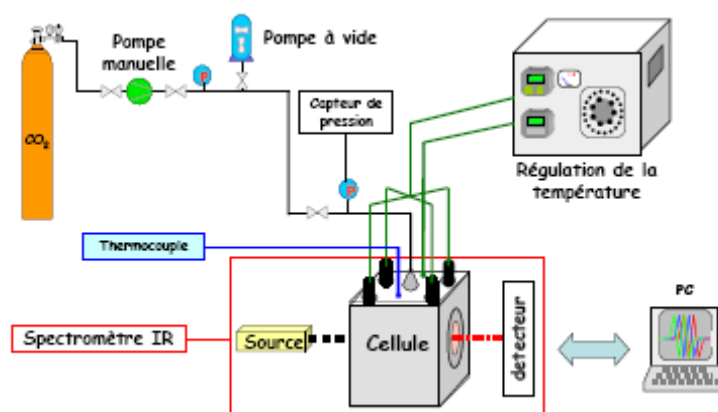 Pompe
manuelle
P
Pompe à vide
Capteur de
pression
CO2
P
Régulation de la
température
Thermocouple
Spectromètre IR
Source
Cellule
detecteur
PC